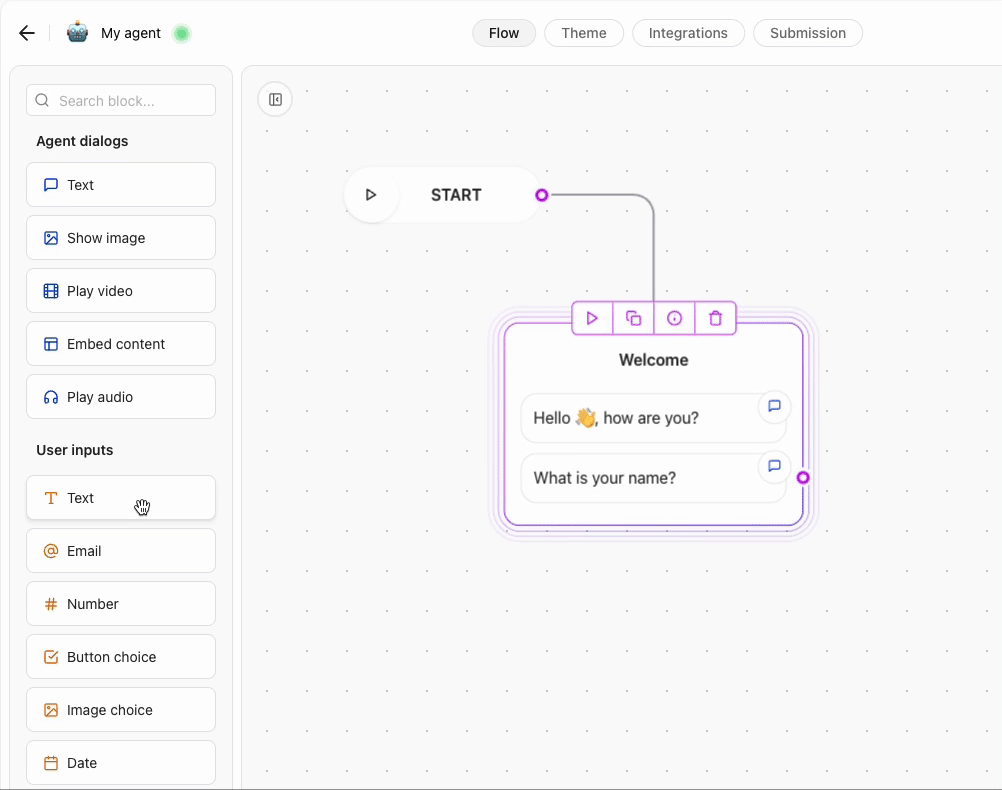 My agent
Flow
Theme
Integrations
Submission
Search block...
Agent dialogs
Text
Show image
Play video
Embed content
Play audio
User inputs
Text
Email
Number
Button choice
Image choice
Date
START
Welcome
Hello 👋, how are you?
What is your name?